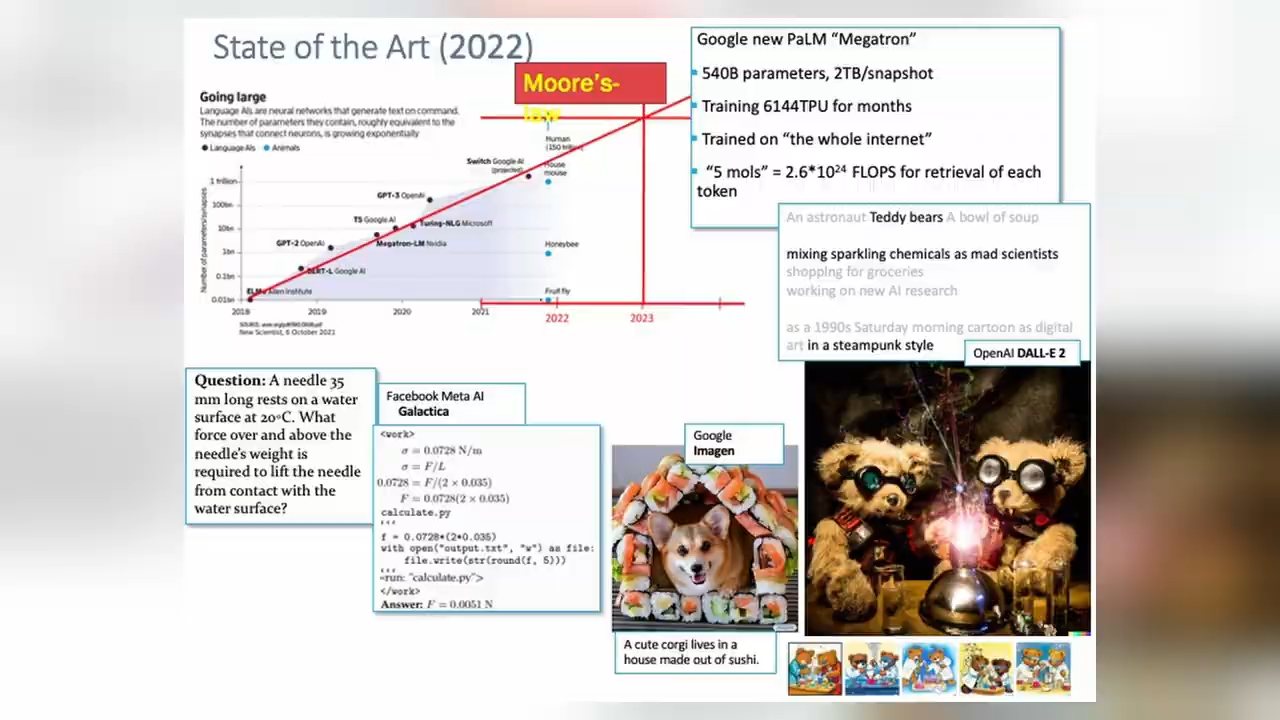 State of the Art (2022)
Going large
Language AIs are neural networks that generate text on command.
The number of parameters they contain, roughly equivalent to the
synapses that connect neurons, is growing exponentially
Language AIs Animals
Number of parameters/synapses
1 trillion
100bn
10bn
1bn
0.1bn
0.01bn
2018
2019
2020
2021
2022
2023
ELMo Allen Institute
BERT-L Google AI
GPT-2 OpenAI
Megatron-LM Nvidia
T5 Google AI
Turing-NLG Microsoft
GPT-3 OpenAI
Switch Google AI
(projected)
Human
(150 trillion)
House
mouse
Honeybee
Fruit fly
New Scientist, 6 October 2021
Moore's-
law
Google new PaLM “Megatron”
540B parameters, 2TB/snapshot
Training 6144TPU for months
Trained on “the whole internet”
“5 mols” = 2.6*10²⁴ FLOPS for retrieval of each
token
An astronaut Teddy bears A bowl of soup
mixing sparkling chemicals as mad scientists
shopping for groceries
working on new AI research
as a 1990s Saturday morning cartoon as digital
art in a steampunk style
OpenAI DALL-E 2
Question: A needle 35
mm long rests on a water
surface at 20°C. What
force over and above the
needle's weight is
required to lift the needle
from contact with the
water surface?
Facebook Meta AI
Galactica
<work>
σ = 0.0728 N/m
σ = F/L
0.0728 = F/(2 × 0.035)
F = 0.0728(2 × 0.035)
calculate.py
```
f = 0.0728*(2*0.035)
with open("output.txt", "w") as file:
file.write(str(round(f, 5)))
```
<run: "calculate.py">
</work>
Answer: F = 0.0051 N
Google
Imagen
A cute corgi lives in a
house made out of sushi.